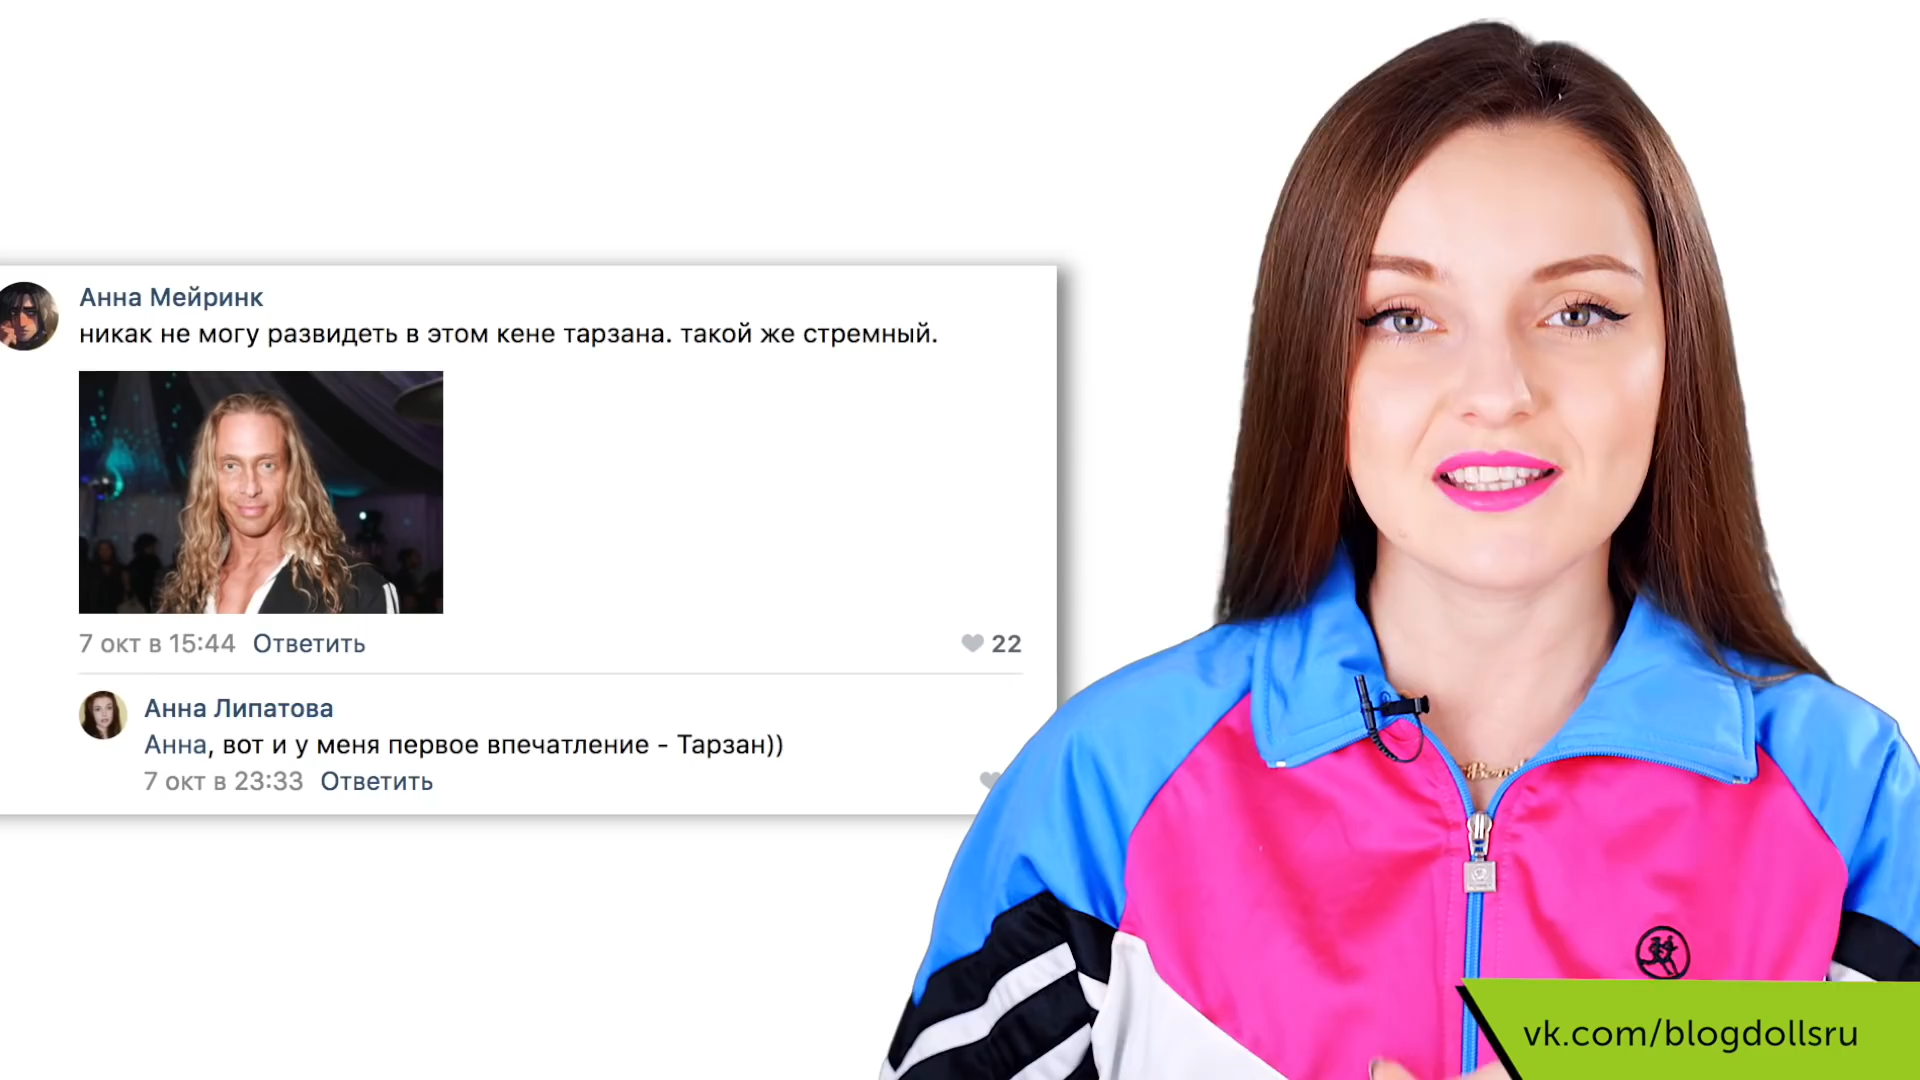 Анна Мейринк
никак не могу развидеть в этом кене тарзана. такой же стремный.
7 окт в 15:44 Ответить 22
Анна Липатова
Анна, вот и у меня первое впечатление - Тарзан))
7 окт в 23:33 Ответить
vk.com/blogdollsru